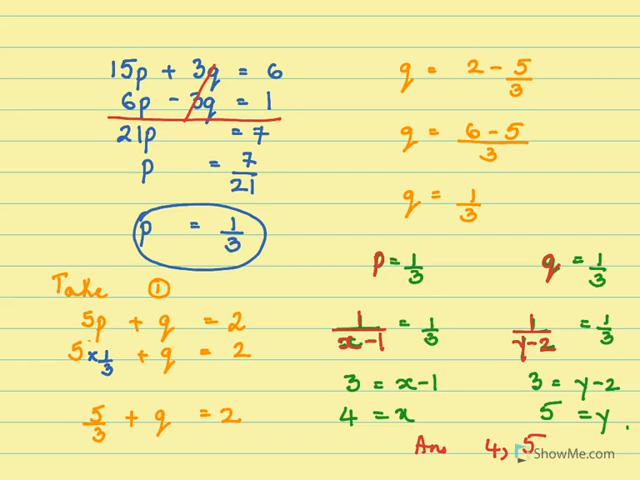 15p + 3q = 6
6p - 3q = 1
21p = 7
p = 7/21
p = 1/3
Take ①
5p + q = 2
5 × 1/3 + q = 2
5/3 + q = 2
q = 2 - 5/3
q = 6 - 5/3
q = 1/3
p = 1/3 q = 1/3
1/x-1 = 1/3 1/y-2 = 1/3
3 = x-1 3 = y-2
4 = x 5 = y.
Ans 4, 5
ShowMe.com